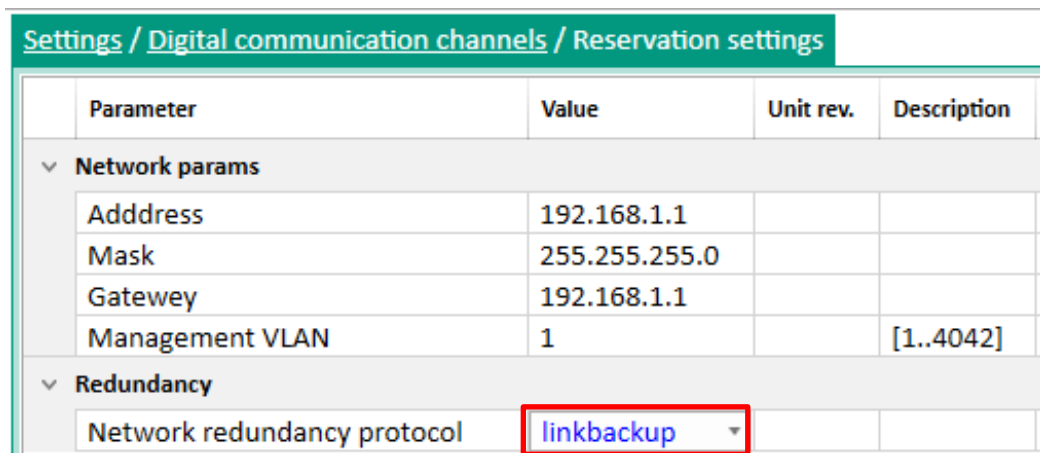 Settings / Digital communication channels / Reservation settings
Parameter Value Unit rev. Description
Network params
Adddress 192.168.1.1
Mask 255.255.255.0
Gatewey 192.168.1.1
Management VLAN 1 [1..4042]
Redundancy
Network redundancy protocol linkbackup